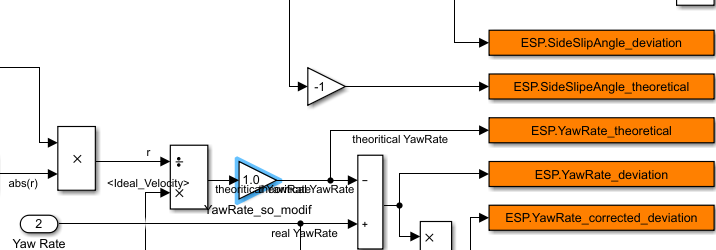 ESP.SideSlipAngle_deviation
-1
ESP.SideSlipeAngle_theoretical
ESP.YawRate_theoretical
theoritical YawRate
r
abs(r)
<Ideal_Velocity>
1.0
YawRate
YawRate_so_modif
ESP.YawRate_deviation
ESP.YawRate_corrected_deviation
2
Yaw Rate
real YawRate